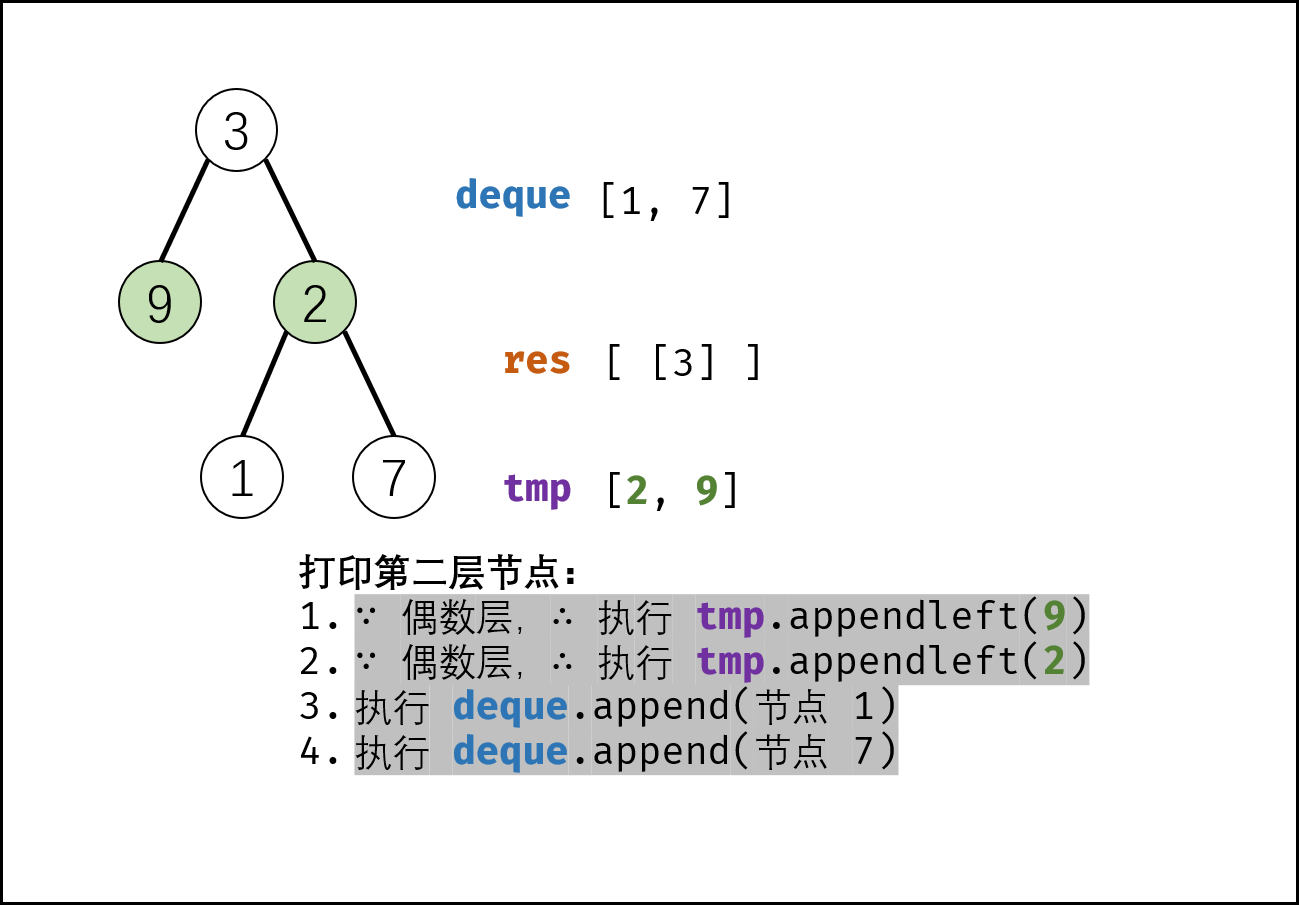 3
deque [1, 7]
9
2
res [ [3] ]
1
7
tmp [2, 9]
打印第二层节点:
1. ∵ 偶数层, ∴ 执行 tmp.appendleft(9)
2. ∵ 偶数层, ∴ 执行 tmp.appendleft(2)
3. 执行 deque.append(节点 1)
4. 执行 deque.append(节点 7)